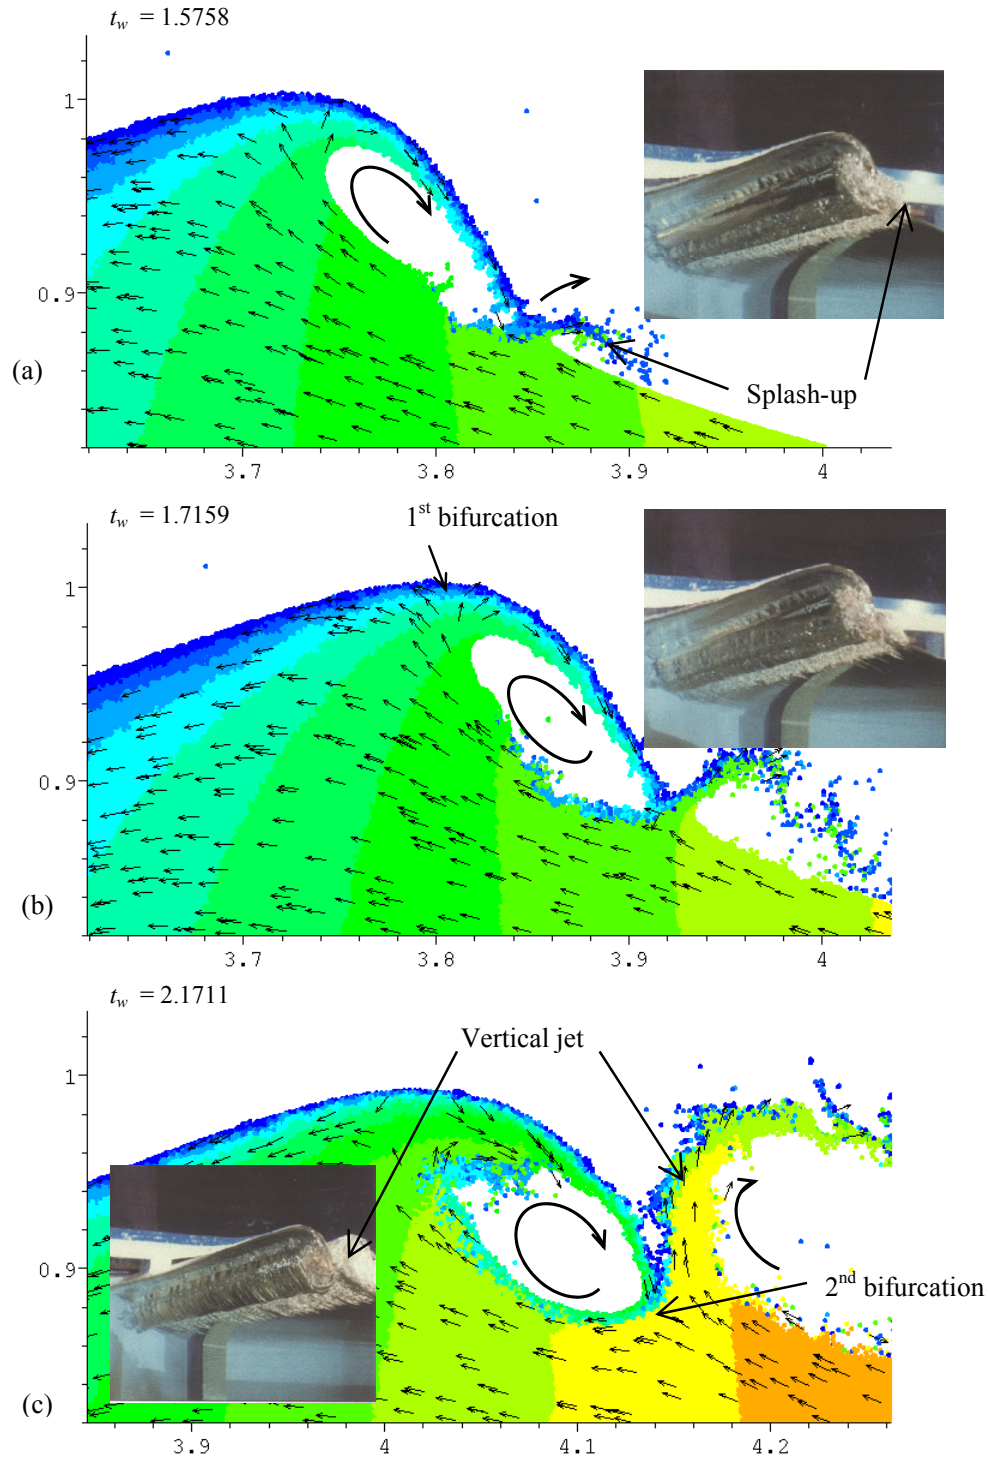 t_w = 1.5758
1
0.9
(a)
Splash-up
3.7 3.8 3.9 4
t_w = 1.7159
1st bifurcation
1
0.9
(b)
3.7 3.8 3.9 4
t_w = 2.1711
Vertical jet
1
0.9
2nd bifurcation
(c)
3.9 4 4.1 4.2